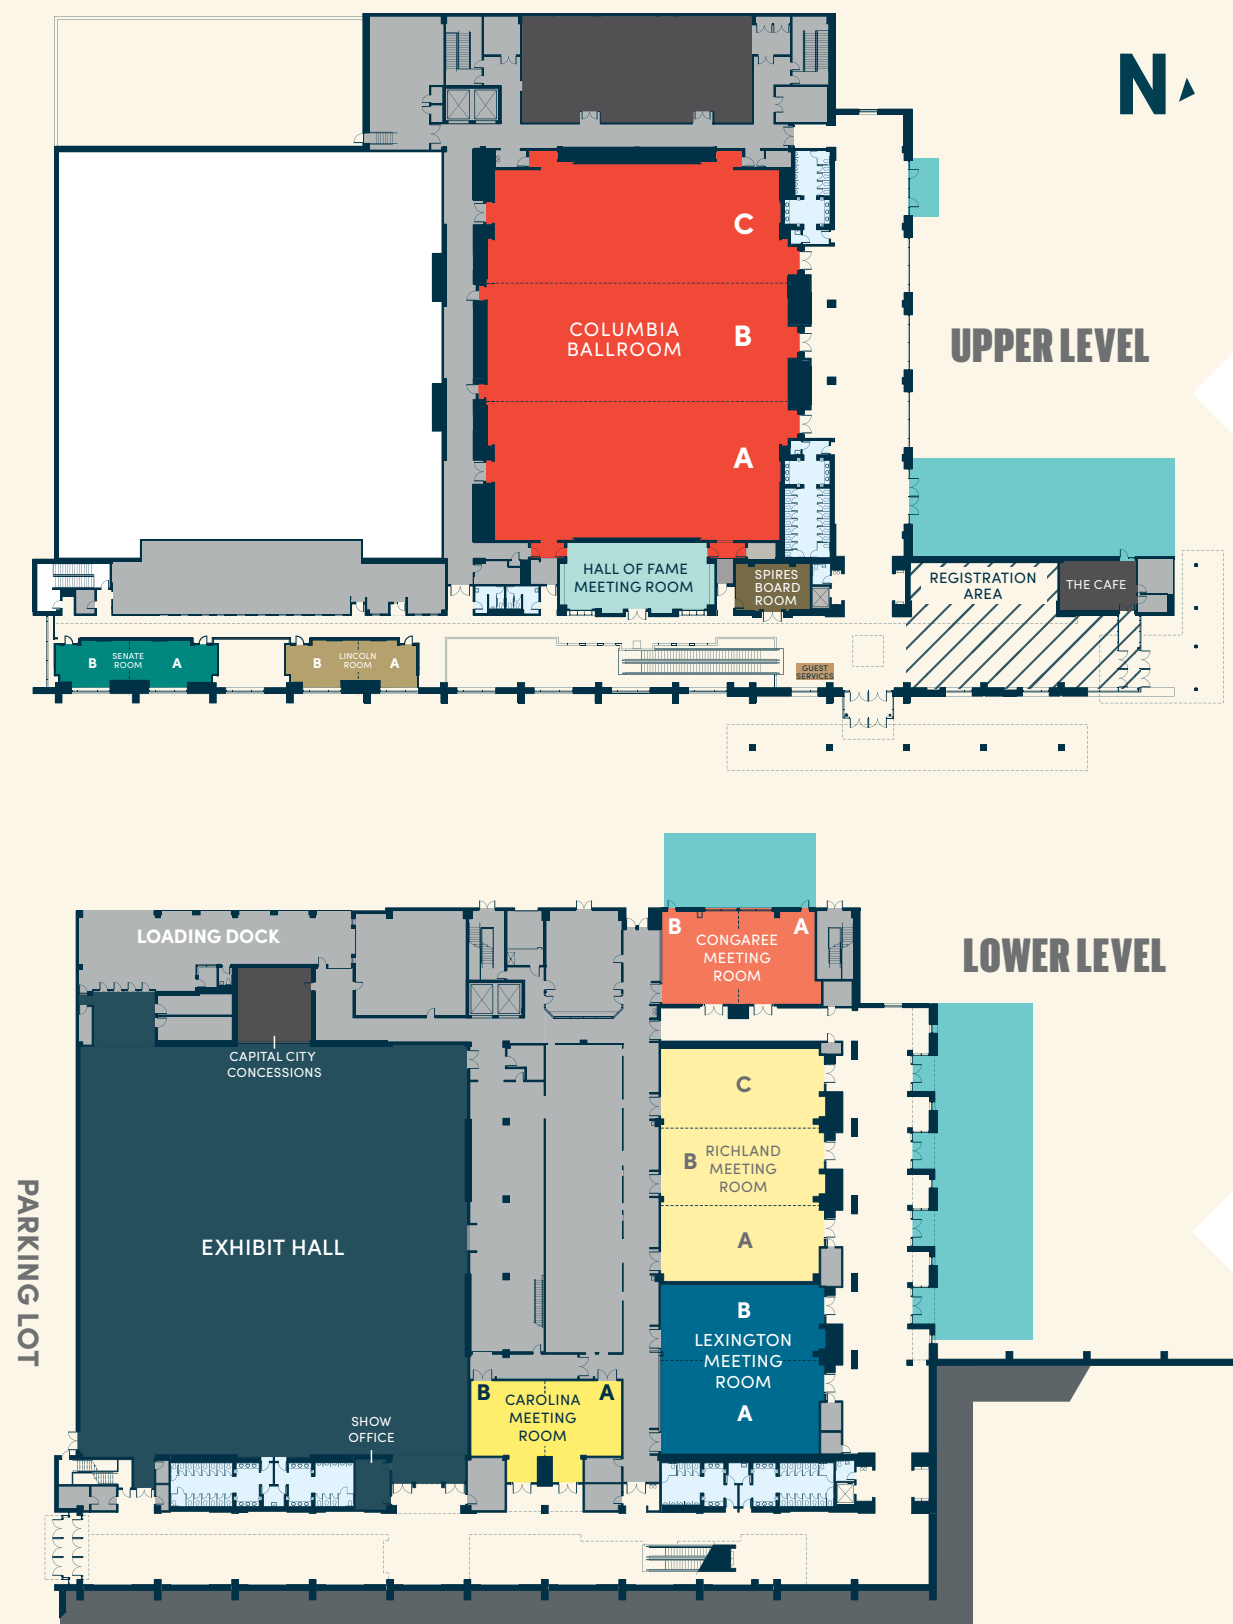 N
C
UPPER LEVEL
COLUMBIA
BALLROOM
B
A
HALL OF FAME
MEETING ROOM
SPIRES
BOARD
ROOM
REGISTRATION
AREA
THE CAFE
B
SENATE
ROOM
A
B
LINCOLN
ROOM
A
GUEST
SERVICES
LOADING DOCK
B
A
CONGAREE
MEETING
ROOM
LOWER LEVEL
CAPITAL CITY
CONCESSIONS
C
B
RICHLAND
MEETING
ROOM
A
PARKING LOT
EXHIBIT HALL
B
LEXINGTON
MEETING
ROOM
A
B
A
CAROLINA
MEETING
ROOM
SHOW
OFFICE